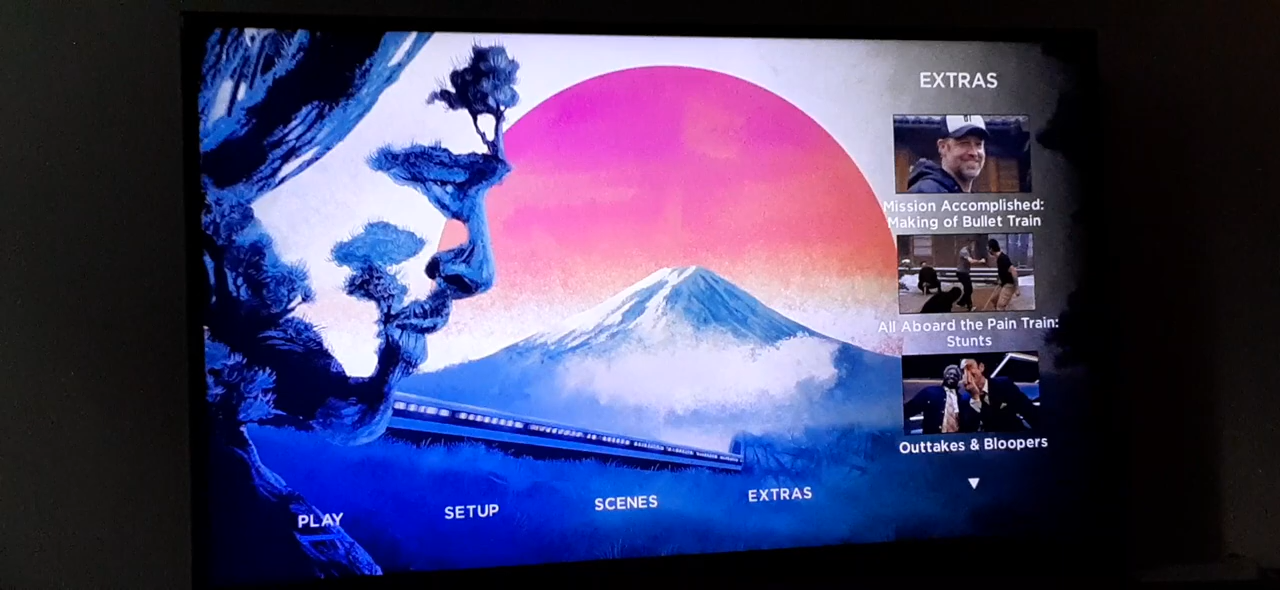 EXTRAS
Mission Accomplished:
Making of Bullet Train
All Aboard the Pain Train:
Stunts
Outtakes & Bloopers
PLAY
SETUP
SCENES
EXTRAS